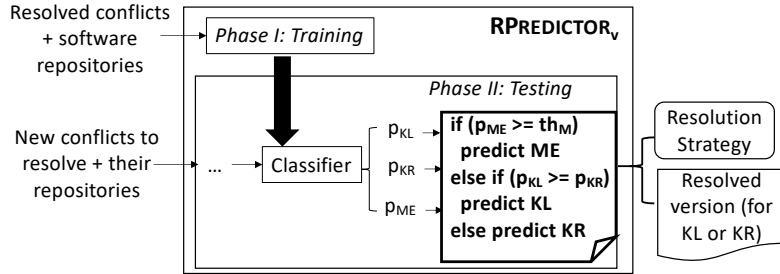 Resolved conflicts
+ software
repositories
Phase I: Training
RPREDICTORv
Phase II: Testing
New conflicts to
resolve + their
repositories
...
Classifier
pKL
pKR
pME
if (pME >= thM)
predict ME
else if (pKL >= pKR)
predict KL
else predict KR
Resolution
Strategy
Resolved
version (for
KL or KR)